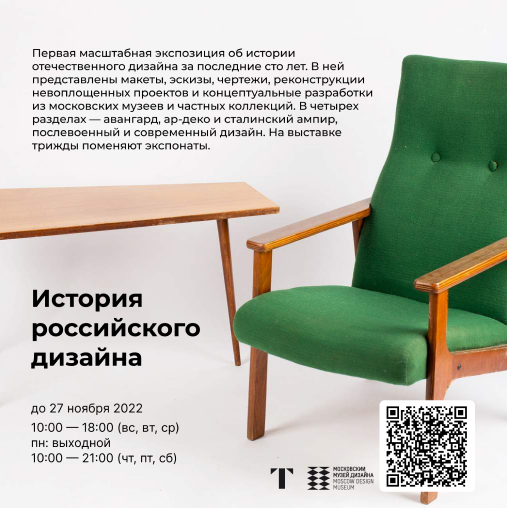 Первая масштабная экспозиция об истории
отечественного дизайна за последние сто лет. В ней
представлены макеты, эскизы, чертежи, реконструкции
невоплощенных проектов и концептуальные разработки
из московских музеев и частных коллекций. В четырех
разделах — авангард, ар-деко и сталинский ампир,
послевоенный и современный дизайн. На выставке
трижды поменяют экспонаты.
История
российского
дизайна
до 27 ноября 2022
10:00 — 18:00 (вс, вт, ср)
пн: выходной
10:00 — 21:00 (чт, пт, сб)
Т
МОСКОВСКИЙ
МУЗЕЙ ДИЗАЙНА
MOSCOW DESIGN
MUSEUM